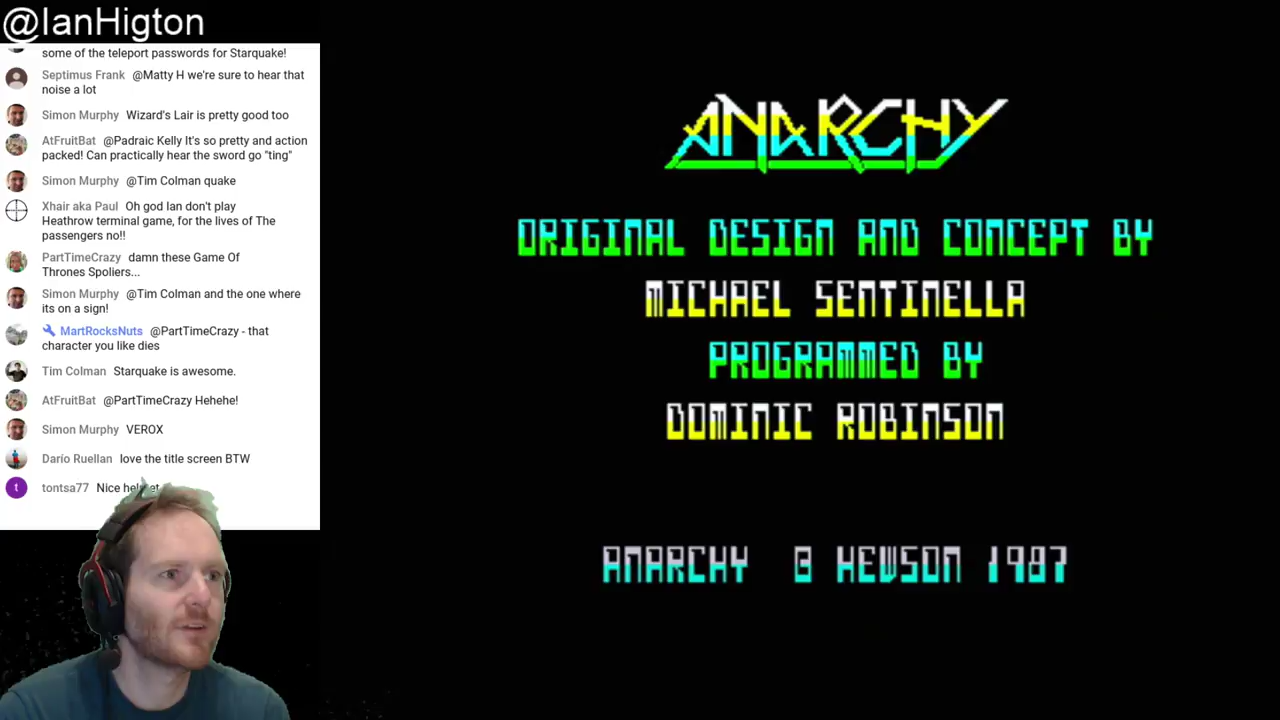 @IanHigton
some of the teleport passwords for Starquake!
Septimus Frank @Matty H we're sure to hear that
noise a lot
Simon Murphy Wizard's Lair is pretty good too
AtFruitBat @Padraic Kelly It's so pretty and action
packed! Can practically hear the sword go "ting"
Simon Murphy @Tim Colman quake
Xhair aka Paul Oh god Ian don't play
Heathrow terminal game, for the lives of The
passengers no!!
PartTimeCrazy damn these Game Of
Thrones Spoliers...
Simon Murphy @Tim Colman and the one where
its on a sign!
MartRocksNuts @PartTimeCrazy - that
character you like dies
Tim Colman Starquake is awesome.
AtFruitBat @PartTimeCrazy Hehehe!
Simon Murphy VEROX
Darío Ruellan love the title screen BTW
t tontsa77 Nice
ANARCHY
ORIGINAL DESIGN AND CONCEPT BY
MICHAEL SENTINELLA
PROGRAMMED BY
DOMINIC ROBINSON
ANARCHY © HEWSON 1987